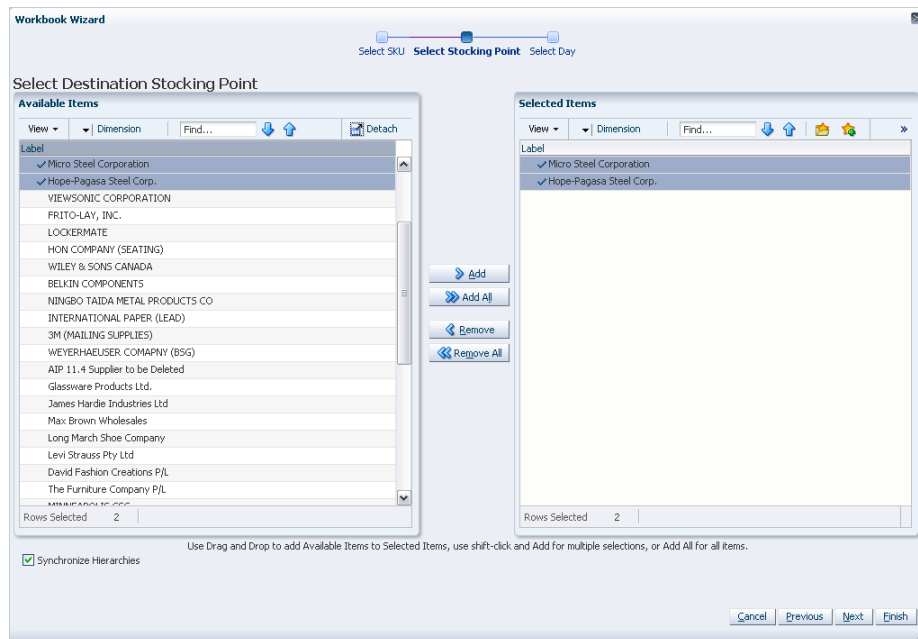 Workbook Wizard
Select SKU Select Stocking Point Select Day
Select Destination Stocking Point
Available Items
View Dimension Find... Detach
Label
Micro Steel Corporation
Hope-Pagasa Steel Corp.
VIEWSONIC CORPORATION
FRITO-LAY, INC.
LOCKERMATE
HON COMPANY (SEATING)
WILEY & SONS CANADA
BELKIN COMPONENTS
NINGBO TAIDA METAL PRODUCTS CO
INTERNATIONAL PAPER (LEAD)
3M (MAILING SUPPLIES)
WEYERHAEUSER COMAPNY (BSG)
AIP 11.4 Supplier to be Deleted
Glassware Products Ltd.
James Hardie Industries Ltd
Max Brown Wholesales
Long March Shoe Company
Levi Strauss Pty Ltd
David Fashion Creations P/L
The Furniture Company P/L
Rows Selected 2
Add
Add All
Remove
Remove All
Selected Items
View Dimension Find... »
Label
Micro Steel Corporation
Hope-Pagasa Steel Corp.
Rows Selected 2
Use Drag and Drop to add Available Items to Selected Items, use shift-click and Add for multiple selections, or Add All for all items.
Synchronize Hierarchies
Cancel Previous Next Finish